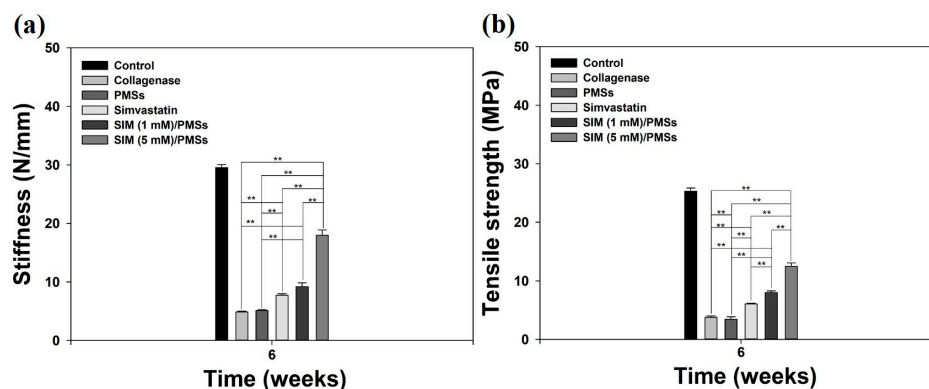 (a)
Stiffness (N/mm)
50
40
30
20
10
0
Control
Collagenase
PMSs
Simvastatin
SIM (1 mM)/PMSs
SIM (5 mM)/PMSs
**
**
**
** **
**
**
**
6
Time (weeks)
(b)
Tensile strength (MPa)
50
40
30
20
10
0
Control
Collagenase
PMSs
Simvastatin
SIM (1 mM)/PMSs
SIM (5 mM)/PMSs
**
**
**
**
**
**
**
**
**
**
6
Time (weeks)